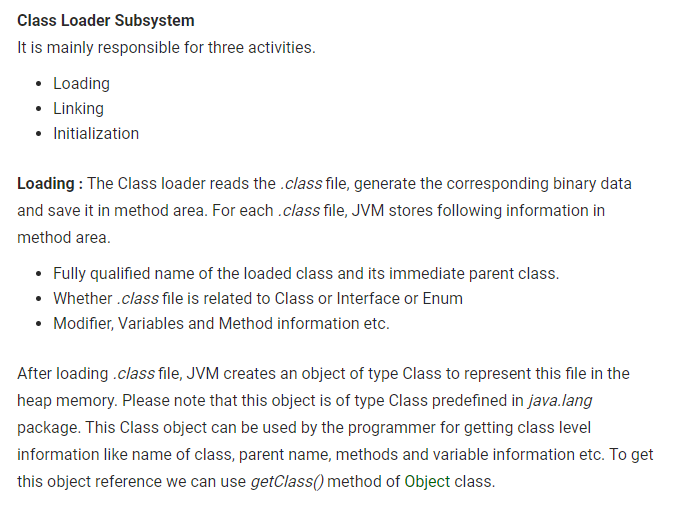 Class Loader Subsystem
It is mainly responsible for three activities.
• Loading
• Linking
• Initialization
Loading : The Class loader reads the .class file, generate the corresponding binary data
and save it in method area. For each .class file, JVM stores following information in
method area.
• Fully qualified name of the loaded class and its immediate parent class.
• Whether .class file is related to Class or Interface or Enum
• Modifier, Variables and Method information etc.
After loading .class file, JVM creates an object of type Class to represent this file in the
heap memory. Please note that this object is of type Class predefined in java.lang
package. This Class object can be used by the programmer for getting class level
information like name of class, parent name, methods and variable information etc. To get
this object reference we can use getClass() method of Object class.